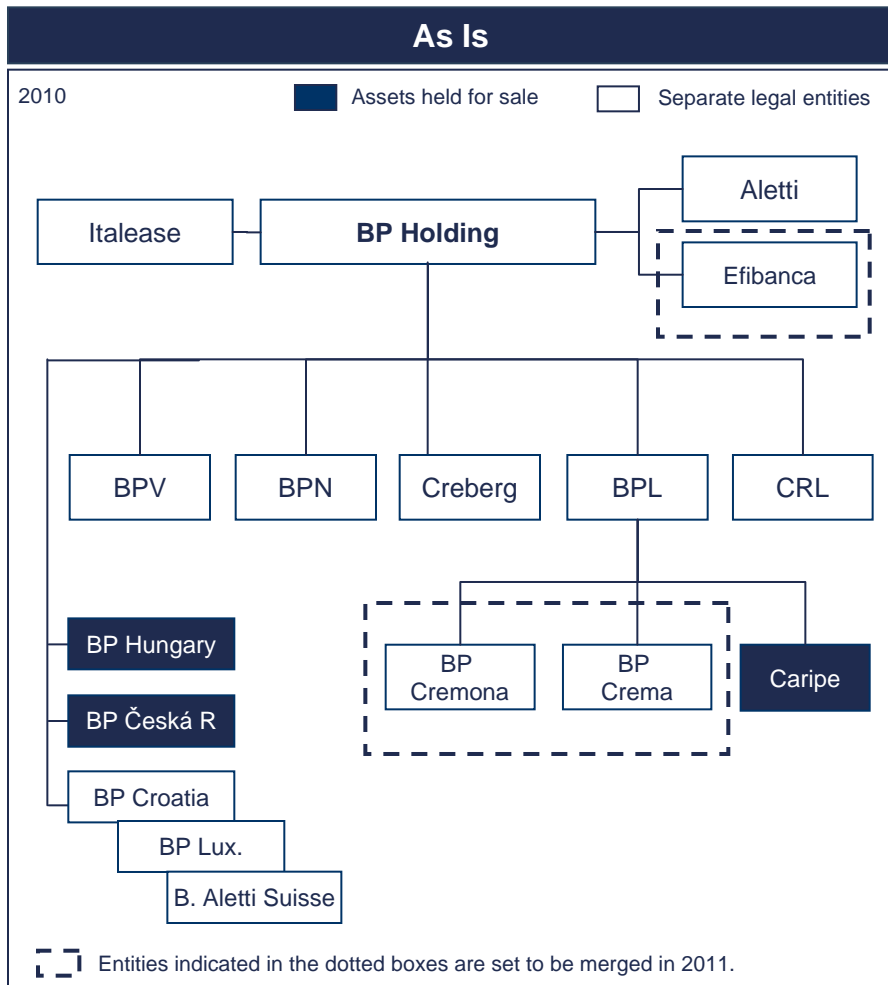 As Is
2010
Assets held for sale
Separate legal entities
Aletti
Italease
BP Holding
Efibanca
BPV
BPN
Creberg
BPL
CRL
BP Hungary
BP
Cremona
BP
Crema
Caripe
BP Česká R
BP Croatia
BP Lux.
B. Aletti Suisse
Entities indicated in the dotted boxes are set to be merged in 2011.